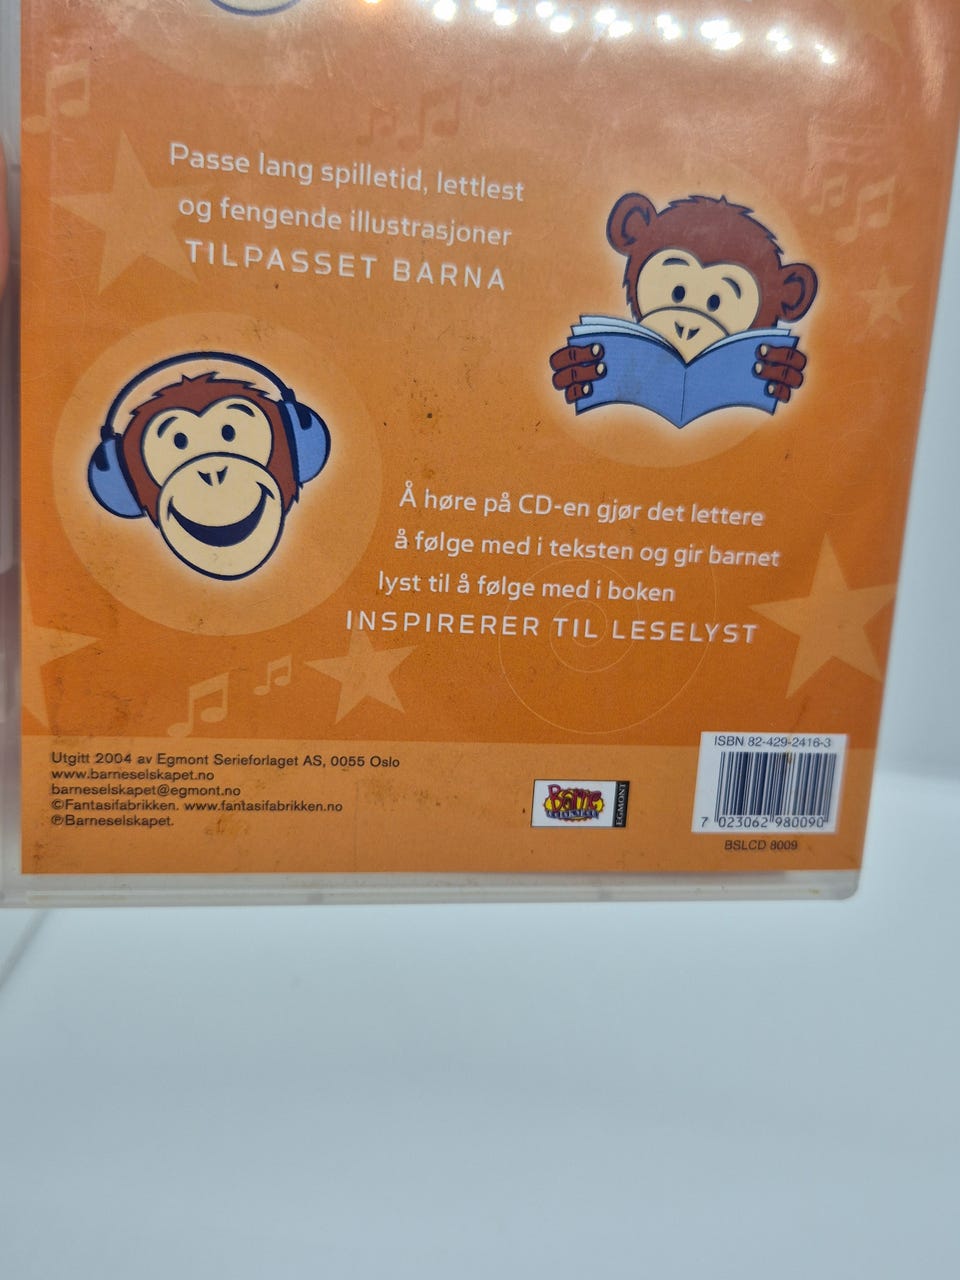 Passe lang spilletid, lettlest
og fengende illustrasjoner
TILPASSET BARNA
Å høre på CD-en gjør det lettere
å følge med i teksten og gir barnet
lyst til å følge med i boken
INSPIRERER TIL LESELYST
Utgitt 2004 av Egmont Serieforlaget AS, 0055 Oslo
www.barneselskapet.no
barneselskapet@egmont.no
©Fantasifabrikken. www.fantasifabrikken.no
℗Barneselskapet.
Barne
EGMONT
ISBN 82-429-2416-3
7 023062 980090
BSLCD 8009